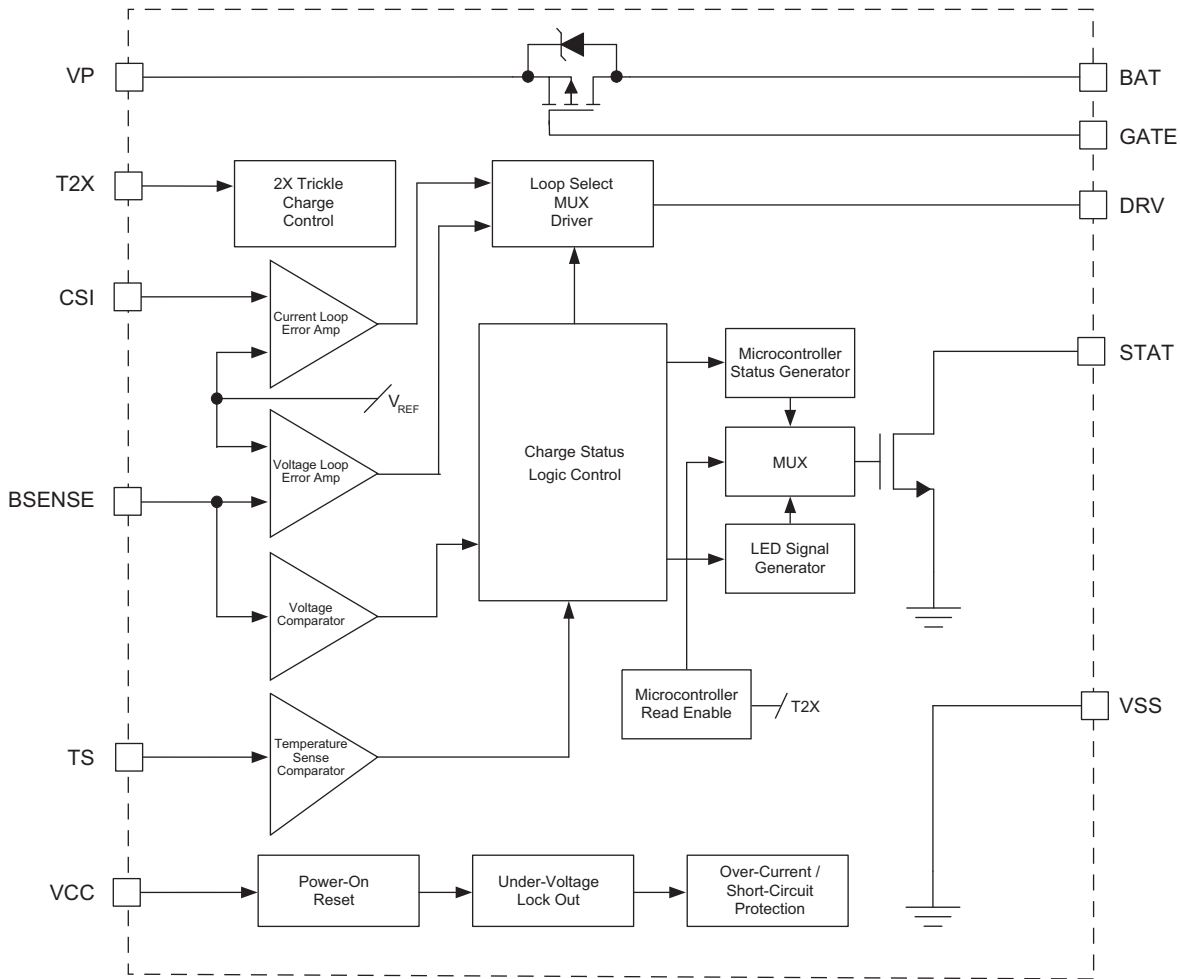 VP
BAT
GATE
T2X
2X Trickle
Charge
Control
Loop Select
MUX
Driver
DRV
CSI
Current Loop
Error Amp
Microcontroller
Status Generator
STAT
VREF
Voltage Loop
Error Amp
Charge Status
Logic Control
MUX
BSENSE
LED Signal
Generator
Voltage
Comparator
Microcontroller
Read Enable
T2X
VSS
TS
Temperature
Sense
Comparator
VCC
Power-On
Reset
Under-Voltage
Lock Out
Over-Current /
Short-Circuit
Protection